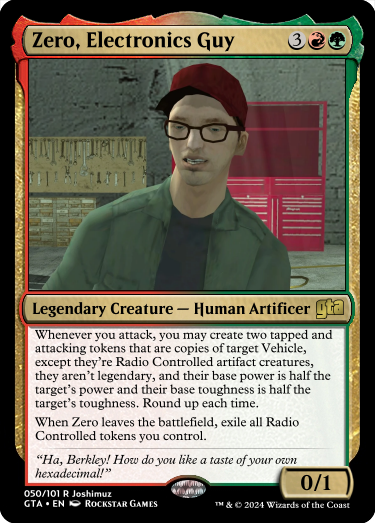 Zero, Electronics Guy 3
Legendary Creature — Human Artificer gta
Whenever you attack, you may create two tapped and
attacking tokens that are copies of target Vehicle,
except they're Radio Controlled artifact creatures,
they aren't legendary, and their base power is half the
target's power and their base toughness is half the
target's toughness. Round up each time.
When Zero leaves the battlefield, exile all Radio
Controlled tokens you control.
"Ha, Berkley! How do you like a taste of your own
hexadecimal!"
0/1
050/101 R Joshimuz
GTA • EN Rockstar Games
™ & © 2024 Wizards of the Coast